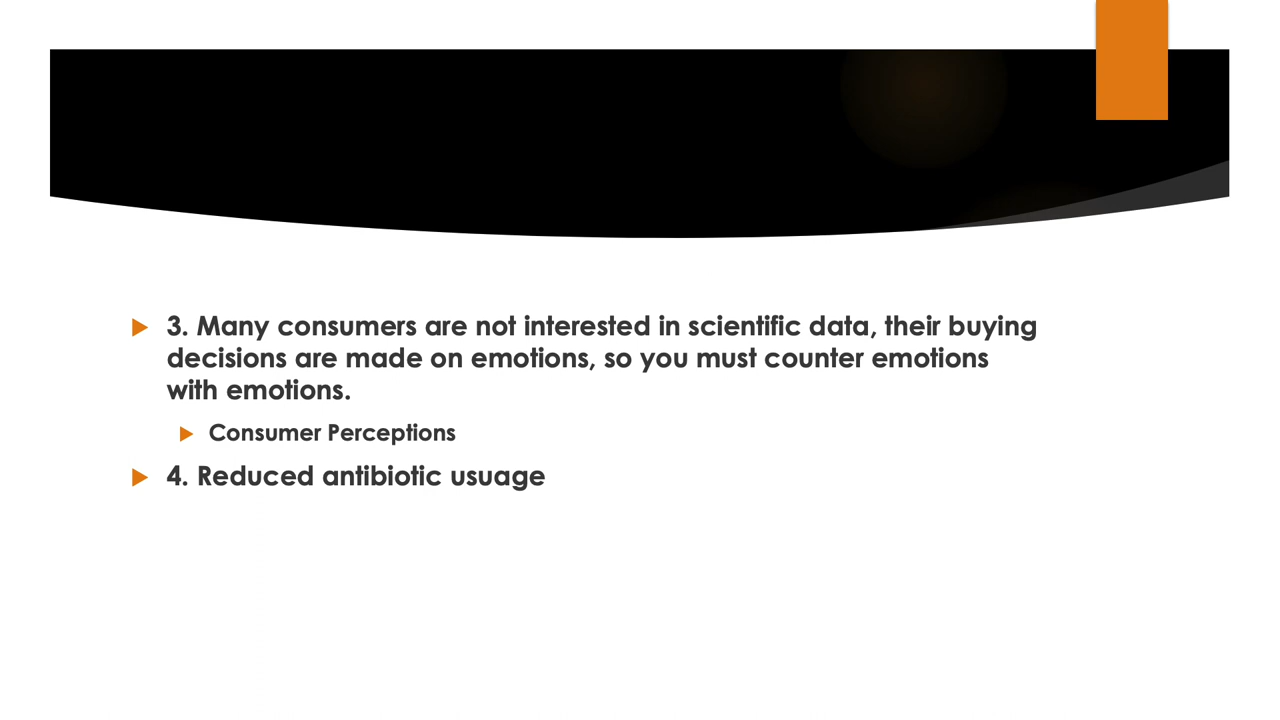 3. Many consumers are not interested in scientific data, their buying
decisions are made on emotions, so you must counter emotions
with emotions.
Consumer Perceptions
4. Reduced antibiotic usuage